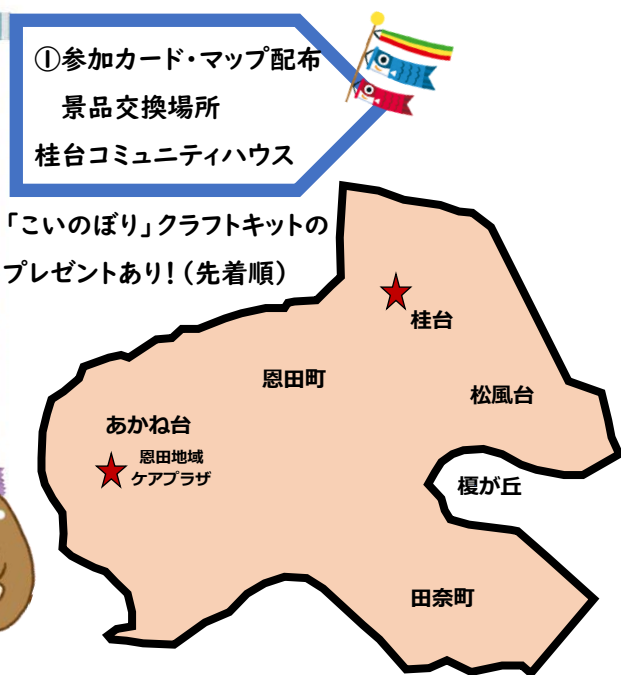 ①参加カード・マップ配布
景品交換場所
桂台コミュニティハウス
「こいのぼり」クラフトキットの
プレゼントあり!(先着順)
桂台
恩田町
松風台
あかね台
恩田地域
ケアプラザ
榎が丘
田奈町